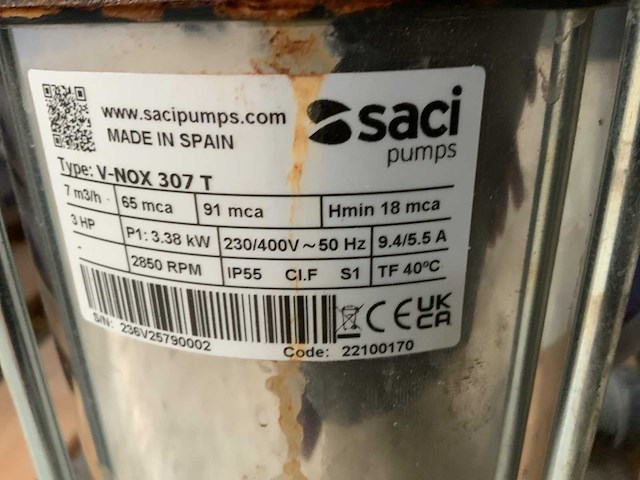 www.sacipumps.com
MADE IN SPAIN
saci
pumps
Type: V-NOX 307 T
7 m3/h 65 mca 91 mca Hmin 18 mca
3 HP P1: 3.38 kW 230/400V ~ 50 Hz 9.4/5.5 A
- 2850 RPM IP55 Cl.F S1 TF 40ºC
S/N: 236V25790002
Code: 22100170
CE UK
CA